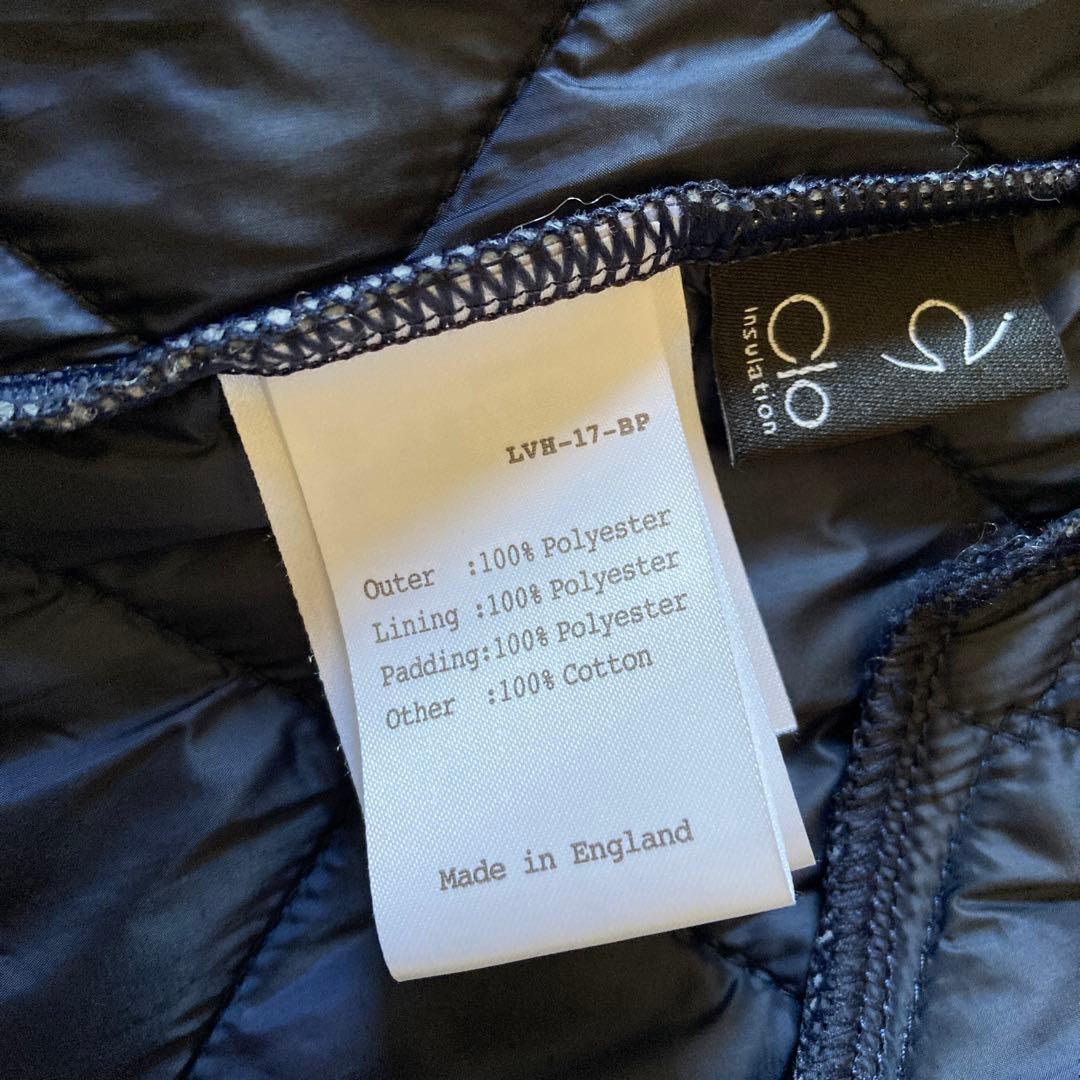 LVH-17-BP
Outer :100% Polyester
Lining :100% Polyester
Padding:100% Polyester
Other :100% Cotton
Made in England
Clo
insulation